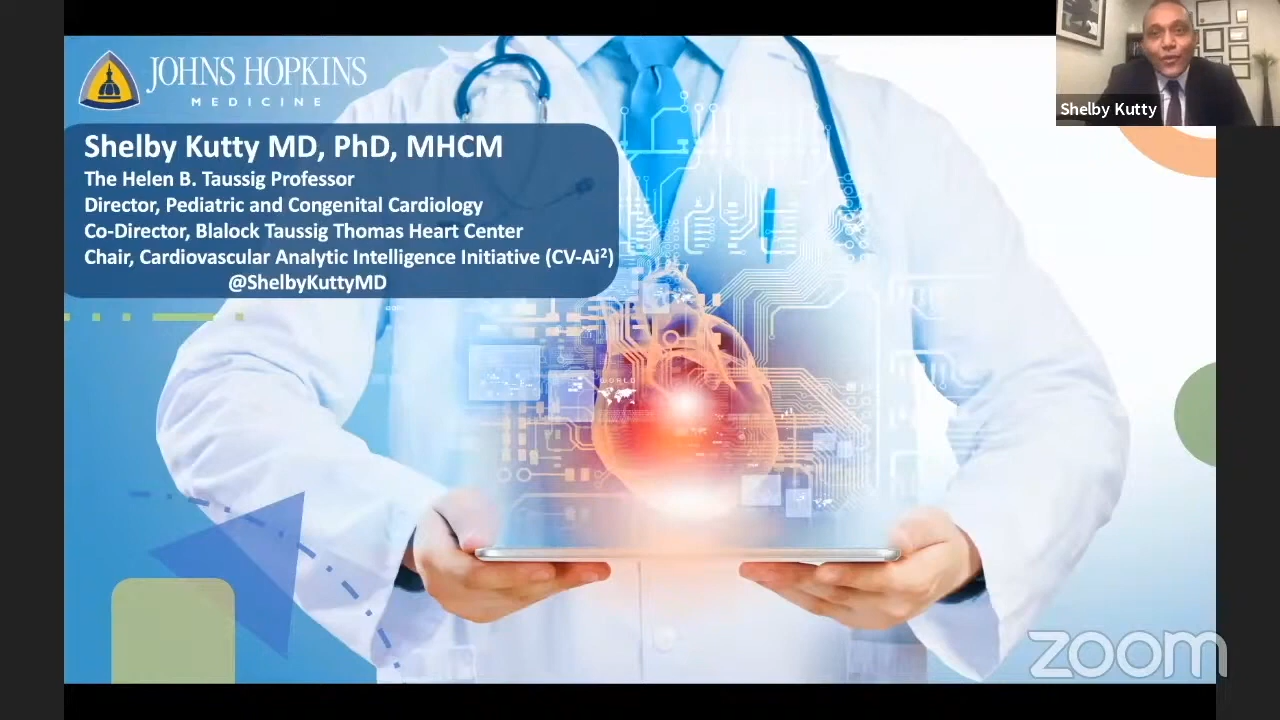 JOHNS HOPKINS
MEDICINE
Shelby Kutty MD, PhD, MHCM
The Helen B. Taussig Professor
Director, Pediatric and Congenital Cardiology
Co-Director, Blalock Taussig Thomas Heart Center
Chair, Cardiovascular Analytic Intelligence Initiative (CV-Ai²)
@ShelbyKuttyMD
Shelby Kutty
WORLD
zoom